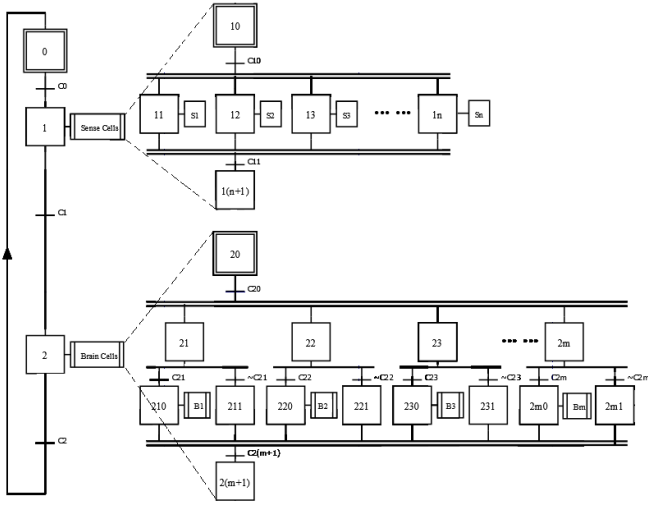 10
0
C10
C0
11 S1 12 S2 13 S3 1n Sn
1 Sense Cells
C11
1(n+1)
C1
20
C20
21 22 23 2m
2 Brain Cells
C21 ~C21 C22 ~C22 C23 ~C23 C2m ~C2m
210 B1 211 220 B2 221 230 B3 231 2m0 Bm 2m1
C2
C2(m+1)
2(m+1)